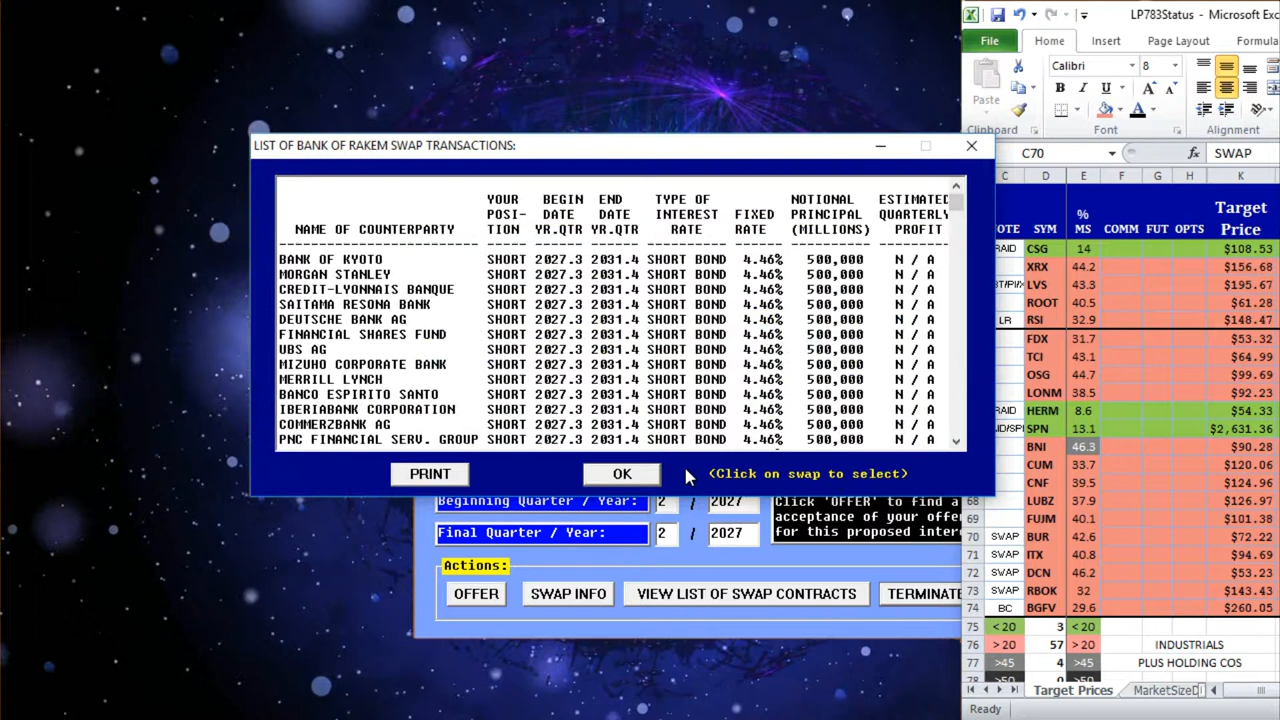 LIST OF BANK OF RAKEM SWAP TRANSACTIONS:
YOUR BEGIN END TYPE OF NOTIONAL ESTIMATED
POSI- DATE DATE INTEREST FIXED PRINCIPAL QUARTERLY
NAME OF COUNTERPARTY TION YR.QTR YR.QTR RATE RATE (MILLIONS) PROFIT
BANK OF KYOTO SHORT 2027.3 2031.4 SHORT BOND 4.46% 500,000 N / A
MORGAN STANLEY SHORT 2027.3 2031.4 SHORT BOND 4.46% 500,000 N / A
CREDIT-LYONNAIS BANQUE SHORT 2027.3 2031.4 SHORT BOND 4.46% 500,000 N / A
SAITAMA RESONA BANK SHORT 2027.3 2031.4 SHORT BOND 4.46% 500,000 N / A
DEUTSCHE BANK AG SHORT 2027.3 2031.4 SHORT BOND 4.46% 500,000 N / A
FINANCIAL SHARES FUND SHORT 2027.3 2031.4 SHORT BOND 4.46% 500,000 N / A
UBS AG SHORT 2027.3 2031.4 SHORT BOND 4.46% 500,000 N / A
MIZUHO CORPORATE BANK SHORT 2027.3 2031.4 SHORT BOND 4.46% 500,000 N / A
MERRILL LYNCH SHORT 2027.3 2031.4 SHORT BOND 4.46% 500,000 N / A
BANCO ESPIRITO SANTO SHORT 2027.3 2031.4 SHORT BOND 4.46% 500,000 N / A
IBERIABANK CORPORATION SHORT 2027.3 2031.4 SHORT BOND 4.46% 500,000 N / A
COMMERZBANK AG SHORT 2027.3 2031.4 SHORT BOND 4.46% 500,000 N / A
PNC FINANCIAL SERV. GROUP SHORT 2027.3 2031.4 SHORT BOND 4.46% 500,000 N / A
PRINT OK <Click on swap to select>
Beginning Quarter / Year: 2 / 2027
Final Quarter / Year: 2 / 2027
Click 'OFFER' to find a
acceptance of your offe
for this proposed inter
Actions:
OFFER SWAP INFO VIEW LIST OF SWAP CONTRACTS TERMINATE
LP783Status - Microsoft Exc
File Home Insert Page Layout Formula
Calibri 8
Paste B I U
Clipboard Font Alignment
C70 fx SWAP
C D E F G H K
% Target
OTE SYM MS COMM FUT OPTS Price
RAID CSG 14 $108.53
XRX 44.2 $156.68
BT/PI/X LVS 43.3 $195.67
ROOT 40.5 $61.28
LR RSI 32.9 $148.47
FDX 31.7 $53.32
TCI 43.1 $64.99
OSG 44.7 $99.69
LONM 38.5 $92.23
RAID HERM 8.6 $54.33
ID/SPI SPN 13.1 $2,631.36
BNI 46.3 $90.28
CUM 33.7 $120.06
CNF 39.5 $124.96
68 LUBZ 37.9 $126.97
69 FUJM 40.1 $101.38
70 SWAP BUR 42.6 $72.22
71 SWAP ITX 40.8 $94.69
72 SWAP DCN 46.2 $53.23
73 SWAP RBOK 32 $143.43
74 BC BGFV 29.6 $260.05
75 < 20 3 < 20
76 > 20 57 > 20 INDUSTRIALS
77 >45 4 >45 PLUS HOLDING COS
78 >50 0 >50
Target Prices MarketSizeD
Ready